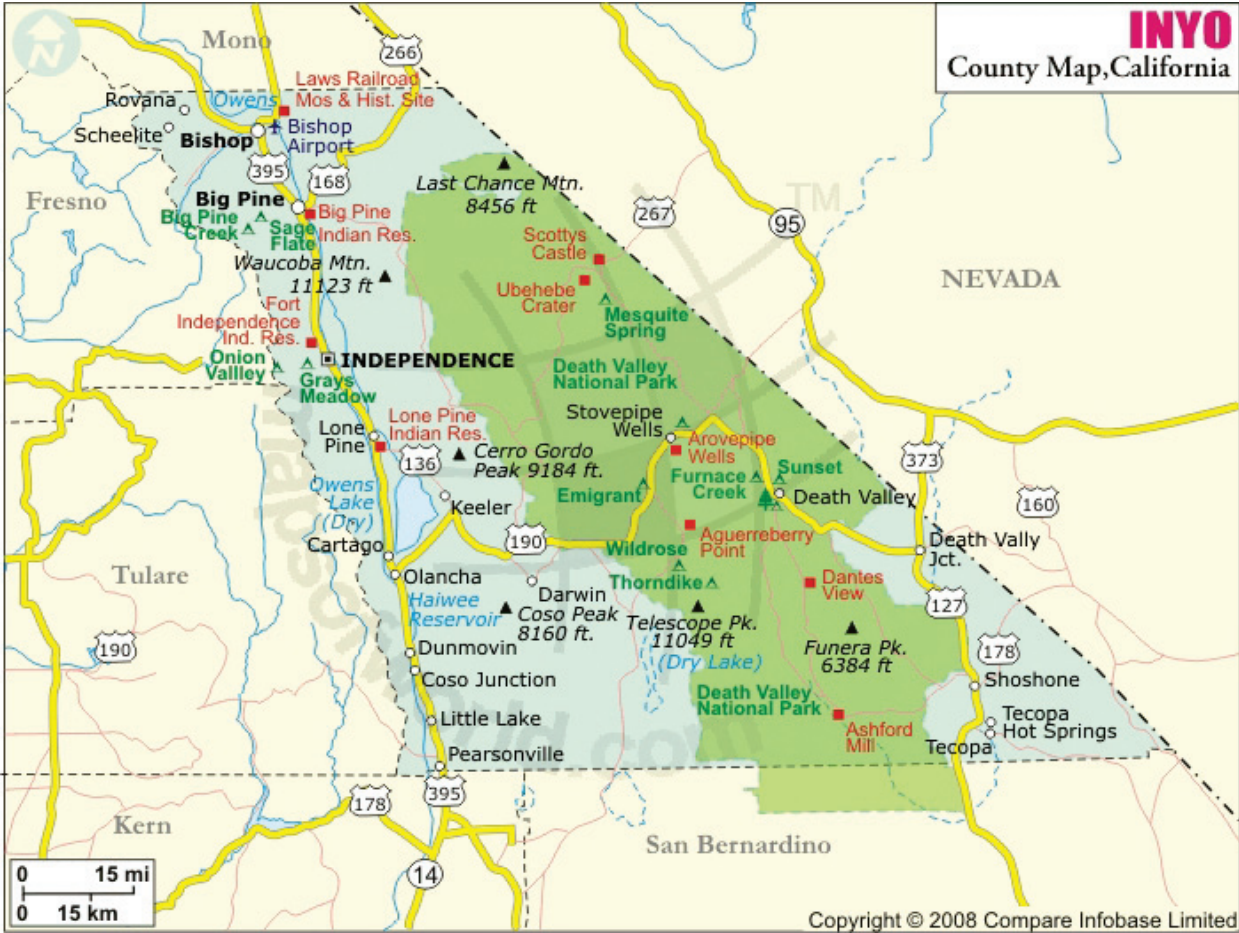 INYO
County Map,California
N
Mono
266
Laws Railroad
Mos & Hist. Site
Rovana
Owens
Scheelite
Bishop
Bishop
Airport
395
168
Last Chance Mtn.
8456 ft
TM
Fresno
Big Pine
Big Pine
Creek
Sage
Flate
Big Pine
Indian Res.
267
95
Waucoba Mtn.
11123 ft
Scottys
Castle
Ubehebe
Crater
NEVADA
Mesquite
Spring
Fort
Independence
Ind. Res.
INDEPENDENCE
Onion
Vallley
Grays
Meadow
Death Valley
National Park
Lone
Pine
Lone Pine
Indian Res.
136
Cerro Gordo
Peak 9184 ft.
Stovepipe
Wells
Arovepipe
Wells
Furnace
Creek
Sunset
373
Emigrant
Death Valley
160
Owens
Lake
((Dry)
Keeler
190
Aguerreberry
Point
Cartago
Wildrose
Death Vally
Jct.
Tulare
Olancha
Darwin
Thorndike
Dantes
View
Haiwee
Reservoir
Coso Peak
8160 ft.
Telescope Pk.
11049 ft
(Dry Lake)
127
190
Funera Pk.
6384 ft
178
Dunmovin
Coso Junction
Shoshone
Death Valley
National Park
Little Lake
Ashford
Mill
Tecopa
Hot Springs
Tecopa
Pearsonville
178
395
Kern
San Bernardino
14
0 15 mi
0 15 km
mapsofworld.com
Copyright © 2008 Compare Infobase Limited